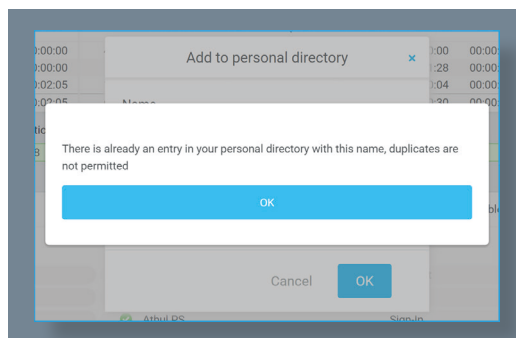 0:00:00
0:00:00
0:02:05
0:02:05
Add to personal directory ×
0:00 00:00:
:28 00:00:
:04 00:00:
:30 00:00:
Name
There is already an entry in your personal directory with this name, duplicates are
not permitted
OK
Cancel OK
Athul PS Sign-In